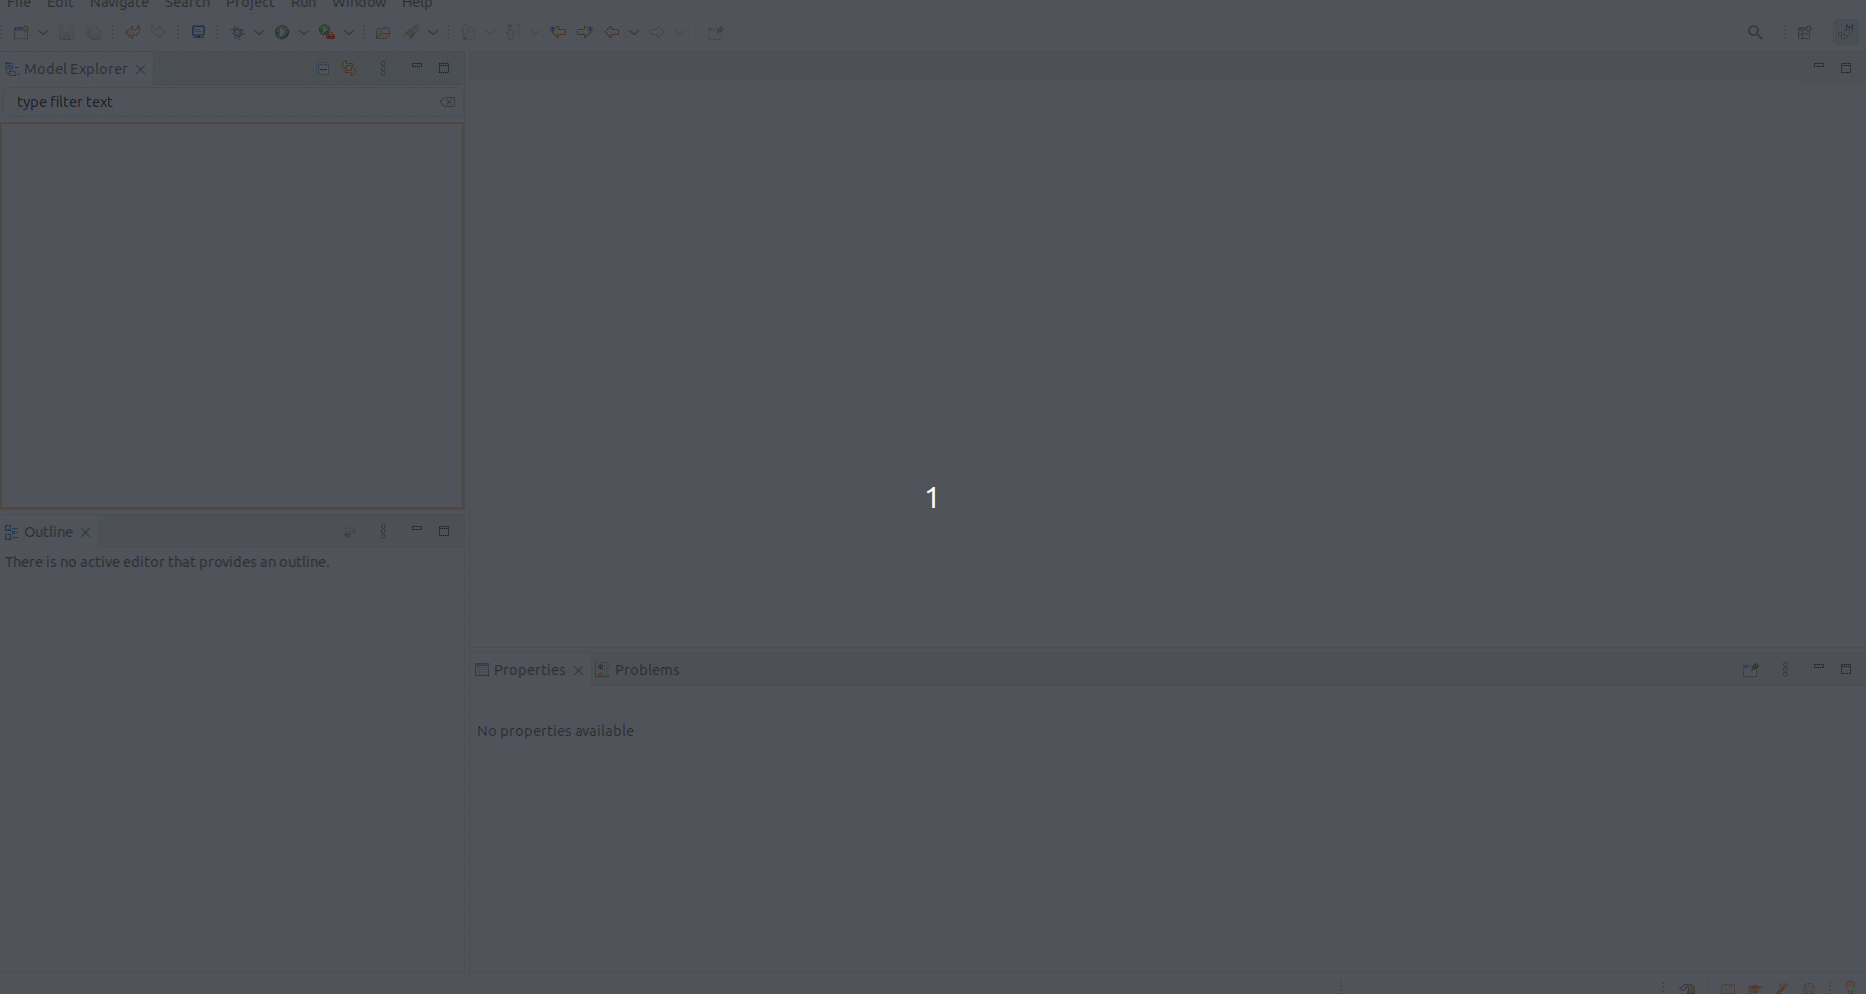 File Edit Navigate Search Project Run Window Help
Model Explorer
type filter text
1
Outline
There is no active editor that provides an outline.
Properties Problems
No properties available